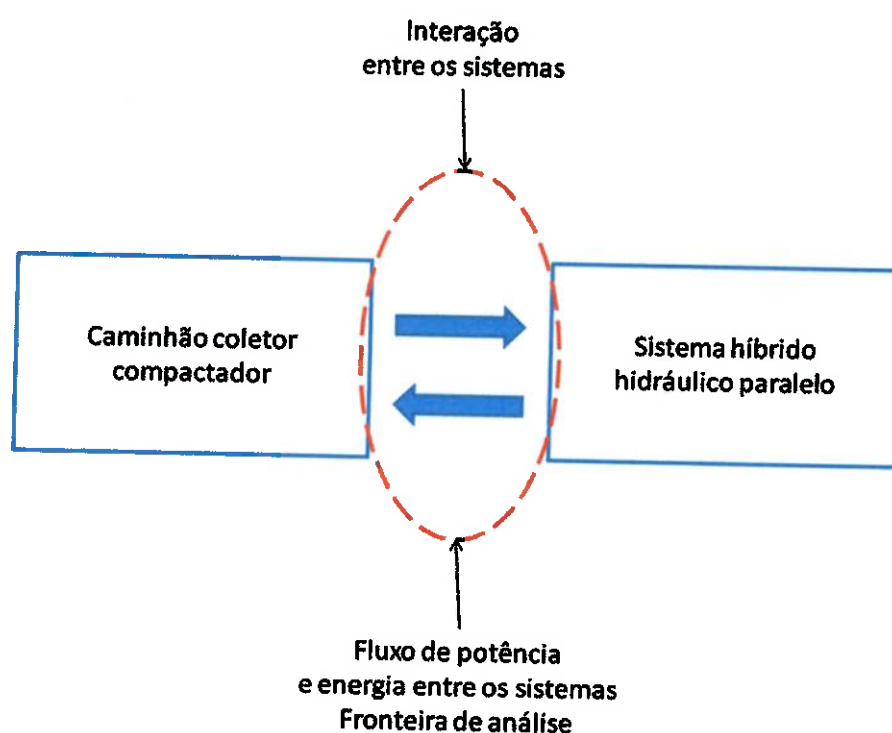 Interação
entre os sistemas
Caminhão coletor
compactador
Sistema híbrido
hidráulico paralelo
Fluxo de potência
e energia entre os sistemas
Fronteira de análise